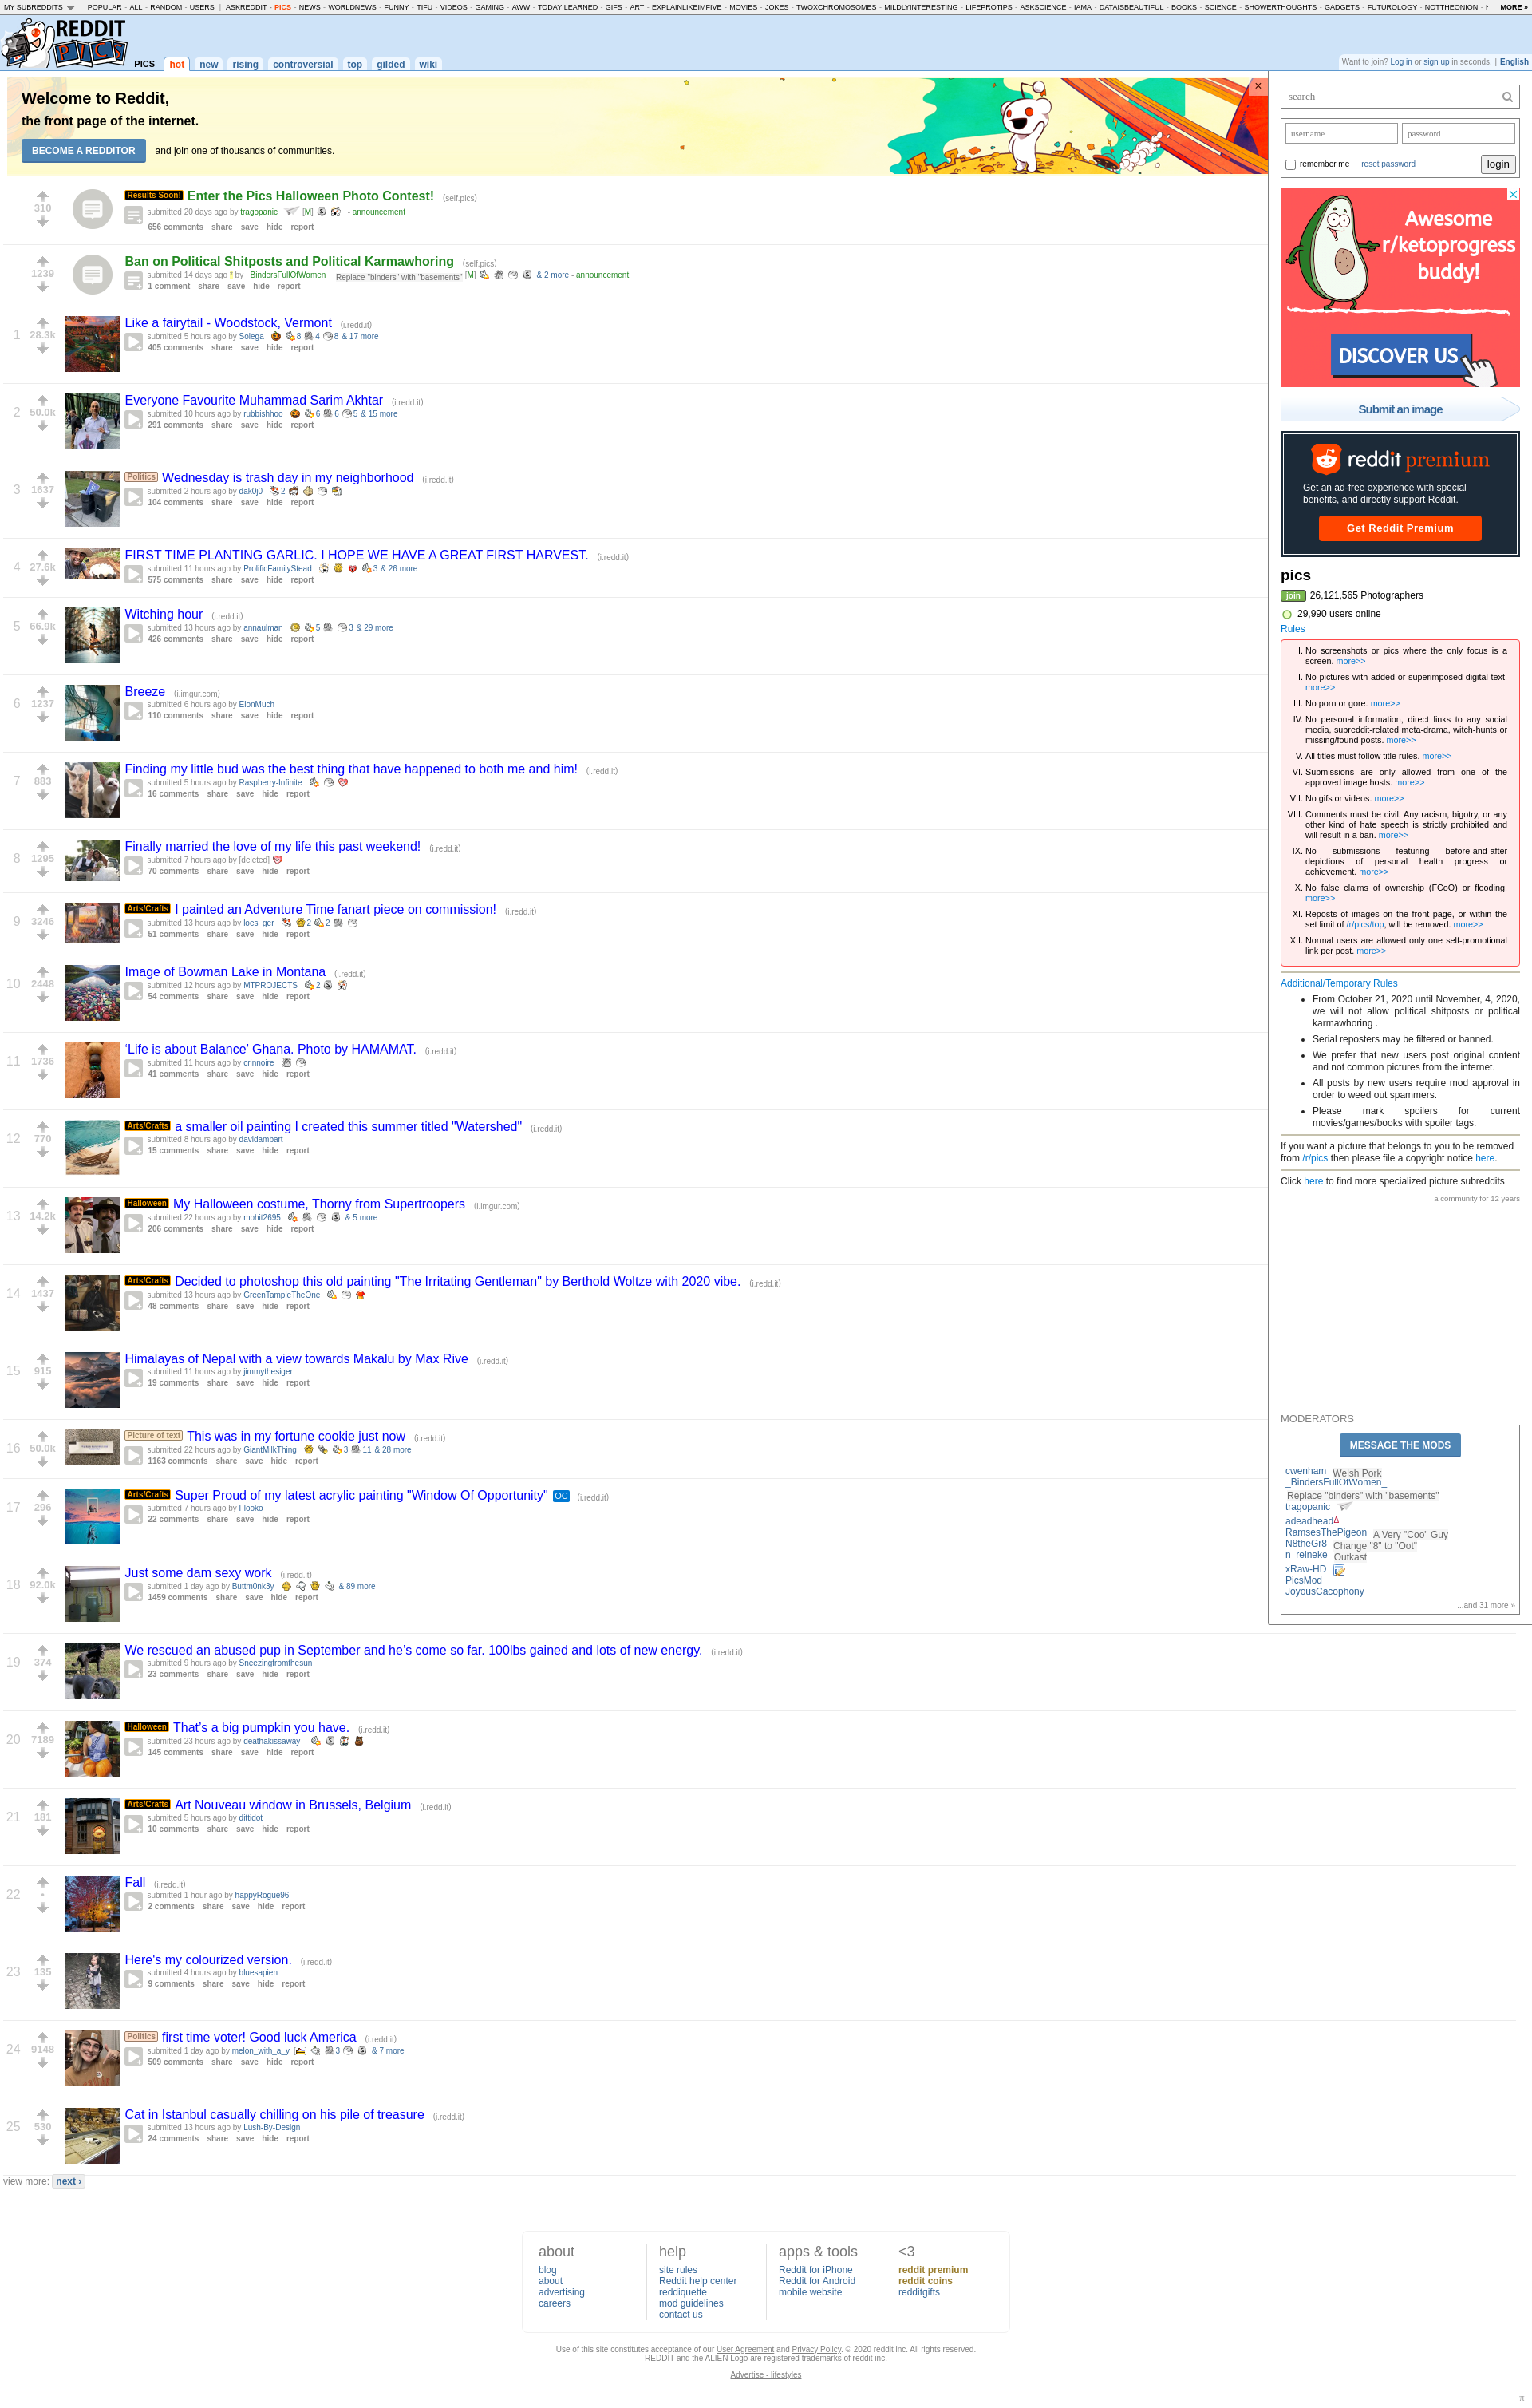 MY SUBREDDITS POPULAR - ALL - RANDOM - USERS | ASKREDDIT - PICS - NEWS - WORLDNEWS - FUNNY - TIFU - VIDEOS - GAMING - AWW - TODAYILEARNED - GIFS - ART - EXPLAINLIKEIMFIVE - MOVIES - JOKES - TWOXCHROMOSOMES - MILDLYINTERESTING - LIFEPROTIPS - ASKSCIENCE - IAMA - DATAISBEAUTIFUL - BOOKS - SCIENCE - SHOWERTHOUGHTS - GADGETS - FUTUROLOGY - NOTTHEONION - MORE »
REDDIT PICS
PICS hot new rising controversial top gilded wiki
Want to join? Log in or sign up in seconds. | English
Welcome to Reddit,
the front page of the internet.
BECOME A REDDITOR and join one of thousands of communities.
310
Results Soon! Enter the Pics Halloween Photo Contest! (self.pics)
submitted 20 days ago by tragopanic [M] - announcement
656 comments share save hide report
1239
Ban on Political Shitposts and Political Karmawhoring (self.pics)
submitted 14 days ago * by _BindersFullOfWomen_ Replace "binders" with "basements" [M] & 2 more - announcement
1 comment share save hide report
1 28.3k
Like a fairytail - Woodstock, Vermont (i.redd.it)
submitted 5 hours ago by Solega 8 4 8 & 17 more
405 comments share save hide report
2 50.0k
Everyone Favourite Muhammad Sarim Akhtar (i.redd.it)
submitted 10 hours ago by rubbishhoo 6 6 5 & 15 more
291 comments share save hide report
3 1637
Politics Wednesday is trash day in my neighborhood (i.redd.it)
submitted 2 hours ago by dak0j0 2
104 comments share save hide report
4 27.6k
FIRST TIME PLANTING GARLIC. I HOPE WE HAVE A GREAT FIRST HARVEST. (i.redd.it)
submitted 11 hours ago by ProlificFamilyStead 3 & 26 more
575 comments share save hide report
5 66.9k
Witching hour (i.redd.it)
submitted 13 hours ago by annaulman 5 3 & 29 more
426 comments share save hide report
6 1237
Breeze (i.imgur.com)
submitted 6 hours ago by ElonMuch
110 comments share save hide report
7 883
Finding my little bud was the best thing that have happened to both me and him! (i.redd.it)
submitted 5 hours ago by Raspberry-Infinite
16 comments share save hide report
8 1295
Finally married the love of my life this past weekend! (i.redd.it)
submitted 7 hours ago by [deleted]
70 comments share save hide report
9 3246
Arts/Crafts I painted an Adventure Time fanart piece on commission! (i.redd.it)
submitted 13 hours ago by loes_ger 2 2
51 comments share save hide report
10 2448
Image of Bowman Lake in Montana (i.redd.it)
submitted 12 hours ago by MTPROJECTS 2
54 comments share save hide report
11 1736
‘Life is about Balance’ Ghana. Photo by HAMAMAT. (i.redd.it)
submitted 11 hours ago by crinnoire
41 comments share save hide report
12 770
Arts/Crafts a smaller oil painting I created this summer titled "Watershed" (i.redd.it)
submitted 8 hours ago by davidambart
15 comments share save hide report
13 14.2k
Halloween My Halloween costume, Thorny from Supertroopers (i.imgur.com)
submitted 22 hours ago by mohit2695 & 5 more
206 comments share save hide report
14 1437
Arts/Crafts Decided to photoshop this old painting "The Irritating Gentleman" by Berthold Woltze with 2020 vibe. (i.redd.it)
submitted 13 hours ago by GreenTampleTheOne
48 comments share save hide report
15 915
Himalayas of Nepal with a view towards Makalu by Max Rive (i.redd.it)
submitted 11 hours ago by jimmythesiger
19 comments share save hide report
16 50.0k
Picture of text This was in my fortune cookie just now (i.redd.it)
submitted 22 hours ago by GiantMilkThing 3 11 & 28 more
1163 comments share save hide report
17 296
Arts/Crafts Super Proud of my latest acrylic painting "Window Of Opportunity" OC (i.redd.it)
submitted 7 hours ago by Flooko
22 comments share save hide report
18 92.0k
Just some dam sexy work (i.redd.it)
submitted 1 day ago by Buttm0nk3y & 89 more
1459 comments share save hide report
19 374
We rescued an abused pup in September and he’s come so far. 100lbs gained and lots of new energy. (i.redd.it)
submitted 9 hours ago by Sneezingfromthesun
23 comments share save hide report
20 7189
Halloween That’s a big pumpkin you have. (i.redd.it)
submitted 23 hours ago by deathakissaway
145 comments share save hide report
21 181
Arts/Crafts Art Nouveau window in Brussels, Belgium (i.redd.it)
submitted 5 hours ago by dittidot
10 comments share save hide report
22 •
Fall (i.redd.it)
submitted 1 hour ago by happyRogue96
2 comments share save hide report
23 135
Here's my colourized version. (i.redd.it)
submitted 4 hours ago by bluesapien
9 comments share save hide report
24 9148
Politics first time voter! Good luck America (i.redd.it)
submitted 1 day ago by melon_with_a_y 3 & 7 more
509 comments share save hide report
25 530
Cat in Istanbul casually chilling on his pile of treasure (i.redd.it)
submitted 13 hours ago by Lush-By-Design
24 comments share save hide report
view more: next ›
search
username password
remember me reset password login
Awesome
r/ketoprogress
buddy!
DISCOVER US
Submit an image
reddit premium
Get an ad-free experience with special
benefits, and directly support Reddit.
Get Reddit Premium
pics
join 26,121,565 Photographers
29,990 users online
Rules
I. No screenshots or pics where the only focus is a
screen. more>>
II. No pictures with added or superimposed digital text.
more>>
III. No porn or gore. more>>
IV. No personal information, direct links to any social
media, subreddit-related meta-drama, witch-hunts or
missing/found posts. more>>
V. All titles must follow title rules. more>>
VI. Submissions are only allowed from one of the
approved image hosts. more>>
VII. No gifs or videos. more>>
VIII. Comments must be civil. Any racism, bigotry, or any
other kind of hate speech is strictly prohibited and
will result in a ban. more>>
IX. No submissions featuring before-and-after
depictions of personal health progress or
achievement. more>>
X. No false claims of ownership (FCoO) or flooding.
more>>
XI. Reposts of images on the front page, or within the
set limit of /r/pics/top, will be removed. more>>
XII. Normal users are allowed only one self-promotional
link per post. more>>
Additional/Temporary Rules
• From October 21, 2020 until November, 4, 2020,
we will not allow political shitposts or political
karmawhoring .
• Serial reposters may be filtered or banned.
• We prefer that new users post original content
and not common pictures from the internet.
• All posts by new users require mod approval in
order to weed out spammers.
• Please mark spoilers for current
movies/games/books with spoiler tags.
If you want a picture that belongs to you to be removed
from /r/pics then please file a copyright notice here.
Click here to find more specialized picture subreddits
a community for 12 years
MODERATORS
MESSAGE THE MODS
cwenham Welsh Pork
_BindersFullOfWomen_
Replace "binders" with "basements"
tragopanic
adeadheadΔ
RamsesThePigeon A Very "Coo" Guy
N8theGr8 Change "8" to "Oot"
n_reineke Outkast
xRaw-HD
PicsMod
JoyousCacophony
...and 31 more »
about
blog
about
advertising
careers
help
site rules
Reddit help center
reddiquette
mod guidelines
contact us
apps & tools
Reddit for iPhone
Reddit for Android
mobile website
<3
reddit premium
reddit coins
redditgifts
Use of this site constitutes acceptance of our User Agreement and Privacy Policy. © 2020 reddit inc. All rights reserved.
REDDIT and the ALIEN Logo are registered trademarks of reddit inc.
Advertise - lifestyles
π